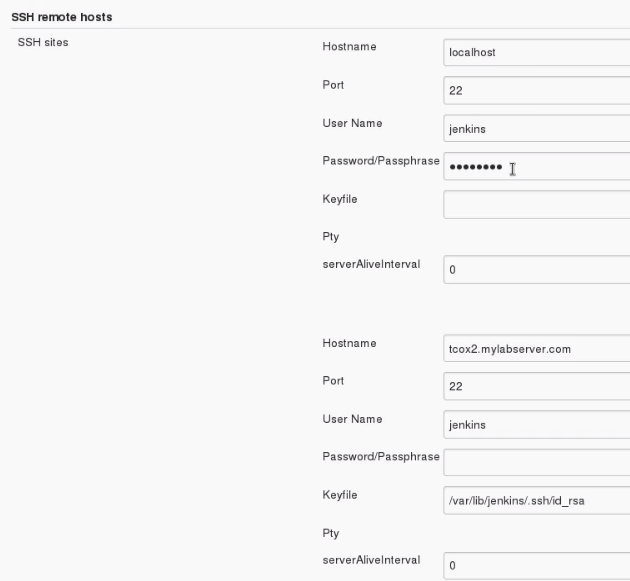 SSH remote hosts
SSH sites
Hostname localhost
Port 22
User Name jenkins
Password/Passphrase ••••••••
Keyfile
Pty
serverAliveInterval 0
Hostname tcox2.mylabserver.com
Port 22
User Name jenkins
Password/Passphrase
Keyfile /var/lib/jenkins/.ssh/id_rsa
Pty
serverAliveInterval 0